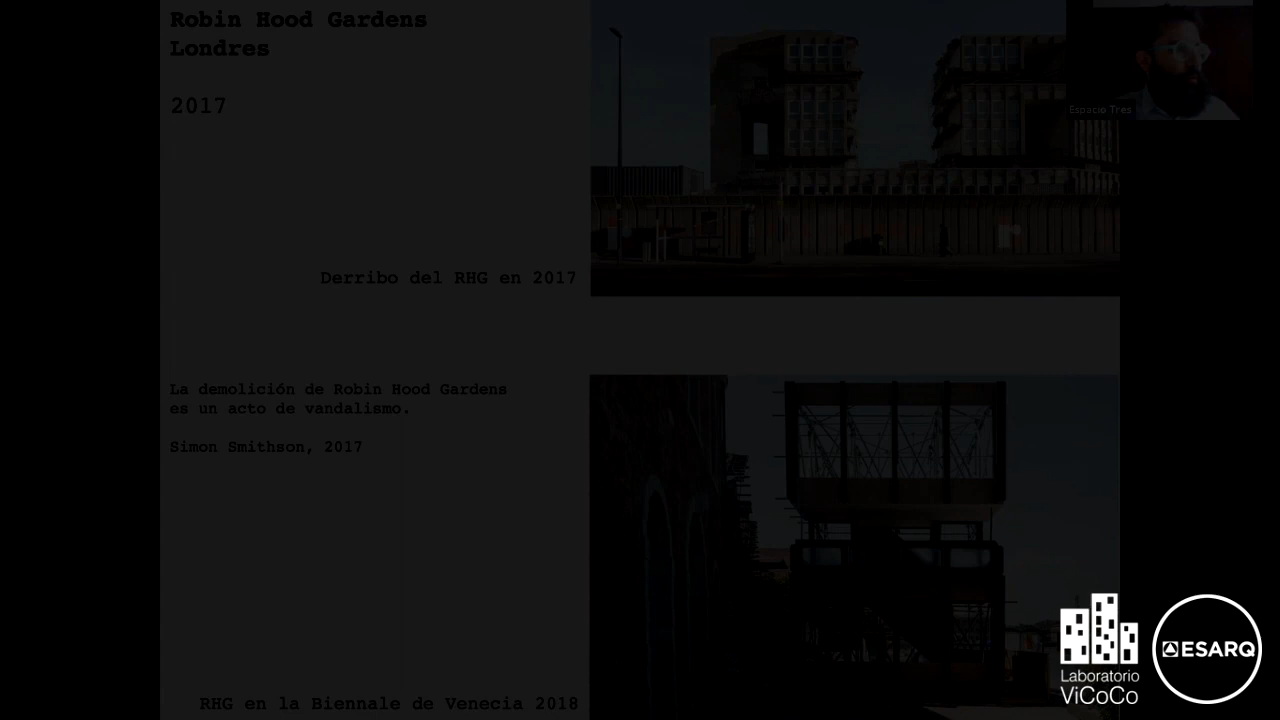 Robin Hood Gardens
Londres
2017
Espacio Tres
Derribo del RHG en 2017
La demolición de Robin Hood Gardens
es un acto de vandalismo.
Simon Smithson, 2017
RHG en la Biennale de Venecia 2018
Laboratorio
ViCoCo
ESARQ